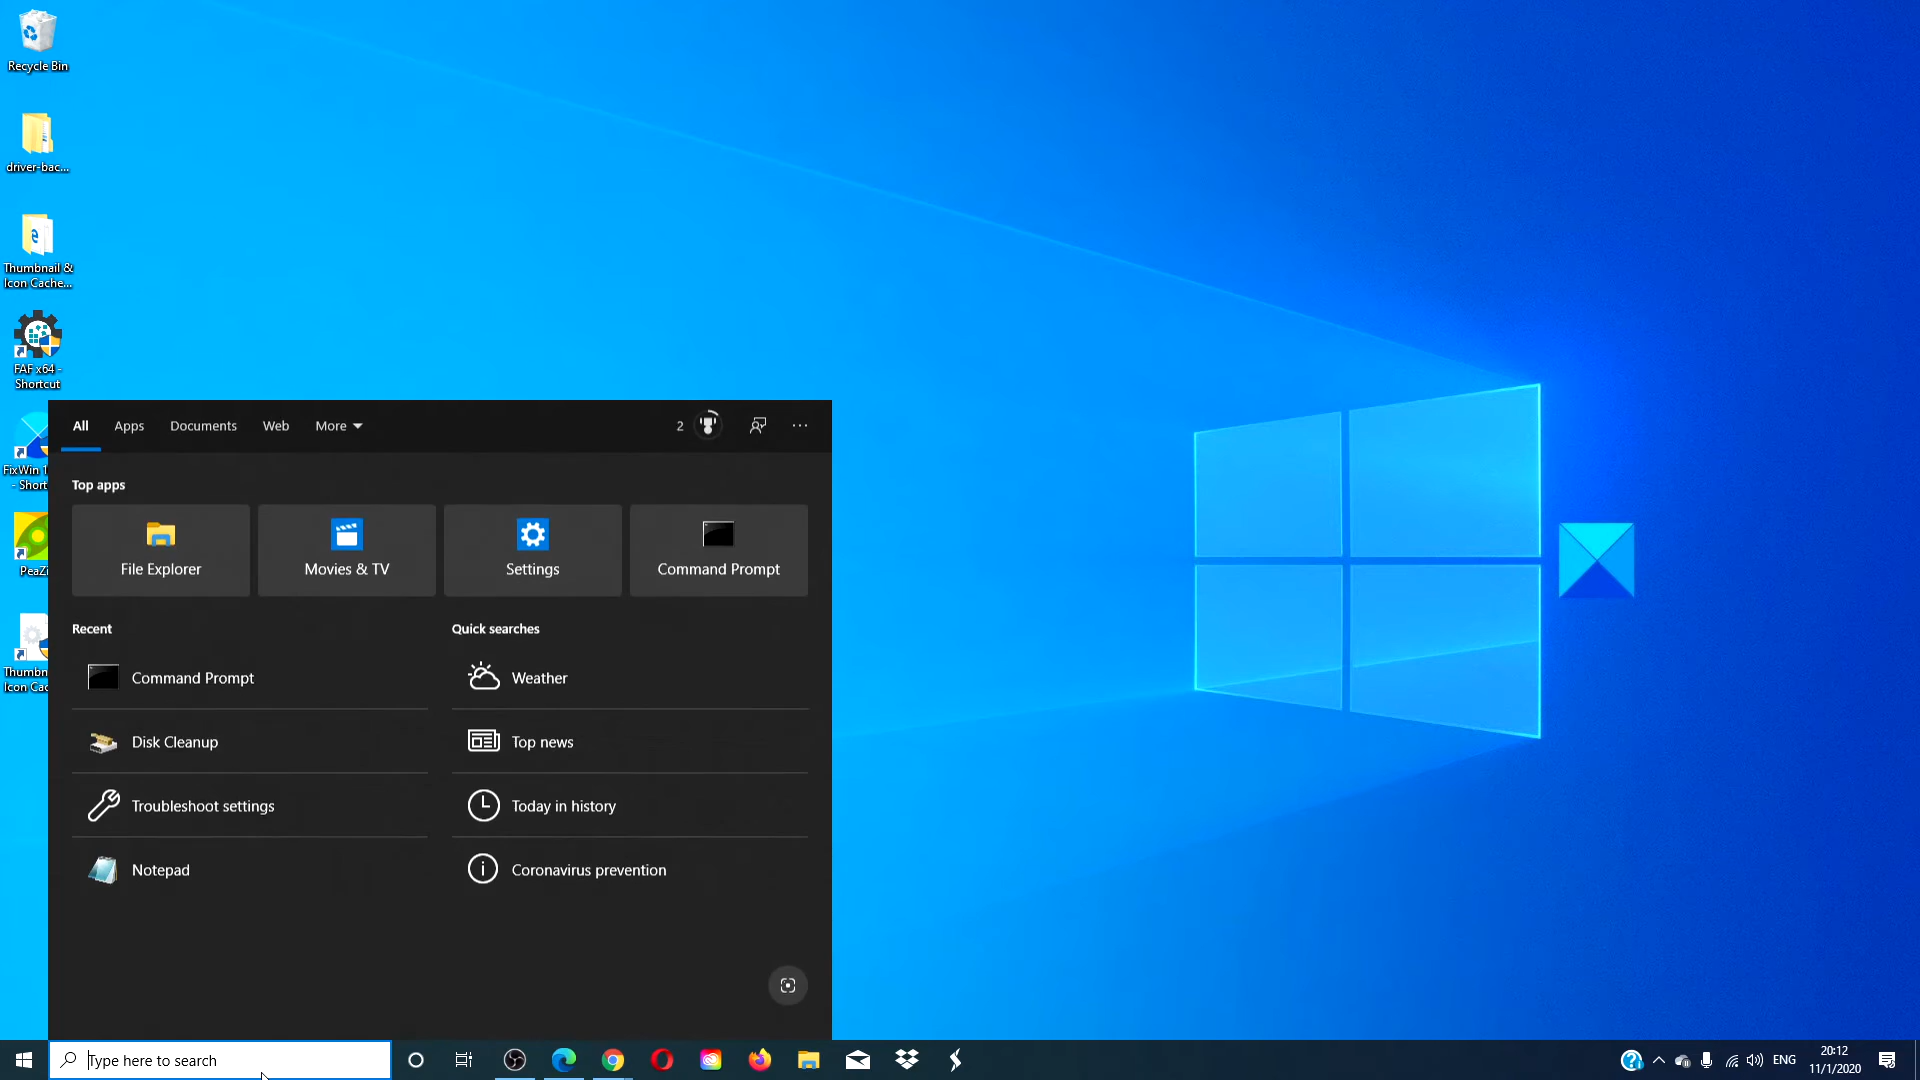 Recycle Bin
driver-bac...
Thumbnail &
Icon Cache...
FAF x64 -
Shortcut
FixWin 1
- Short
PeaZi
Thumbn
Icon Cac
All Apps Documents Web More 2 ...
Top apps
File Explorer Movies & TV Settings Command Prompt
Recent
Command Prompt
Disk Cleanup
Troubleshoot settings
Notepad
Quick searches
Weather
Top news
Today in history
Coronavirus prevention
Type here to search
ENG
20:12
11/1/2020